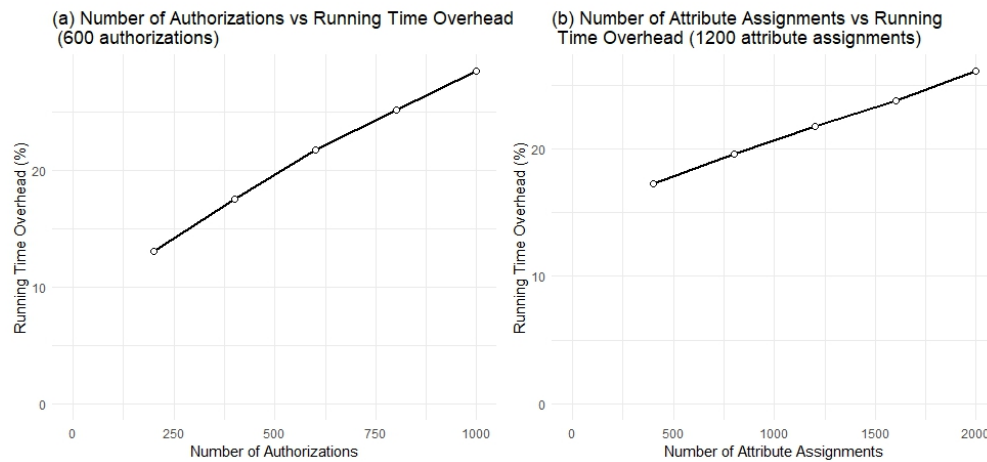 (a) Number of Authorizations vs Running Time Overhead
(600 authorizations)
Running Time Overhead (%)
20
10
0
0 250 500 750 1000
Number of Authorizations
(b) Number of Attribute Assignments vs Running
Time Overhead (1200 attribute assignments)
Running Time Overhead (%)
20
10
0
0 500 1000 1500 2000
Number of Attribute Assignments